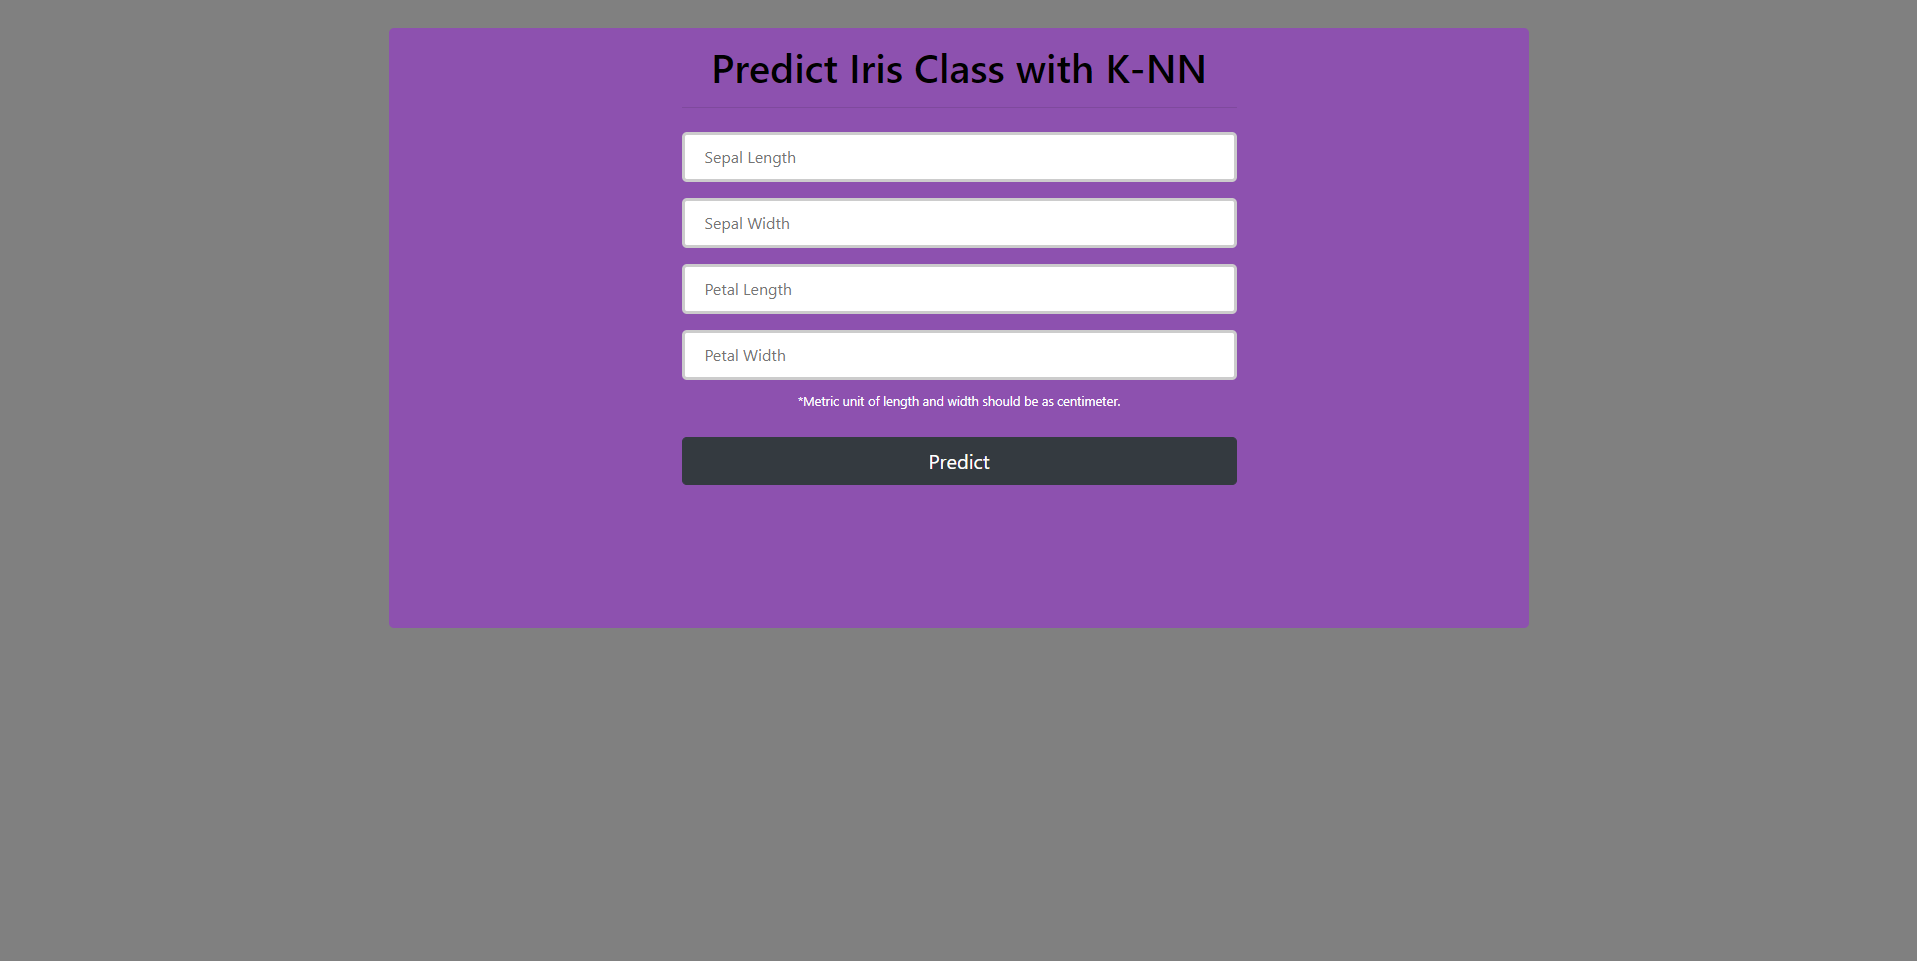 Predict Iris Class with K-NN
Sepal Length
Sepal Width
Petal Length
Petal Width
*Metric unit of length and width should be as centimeter.
Predict